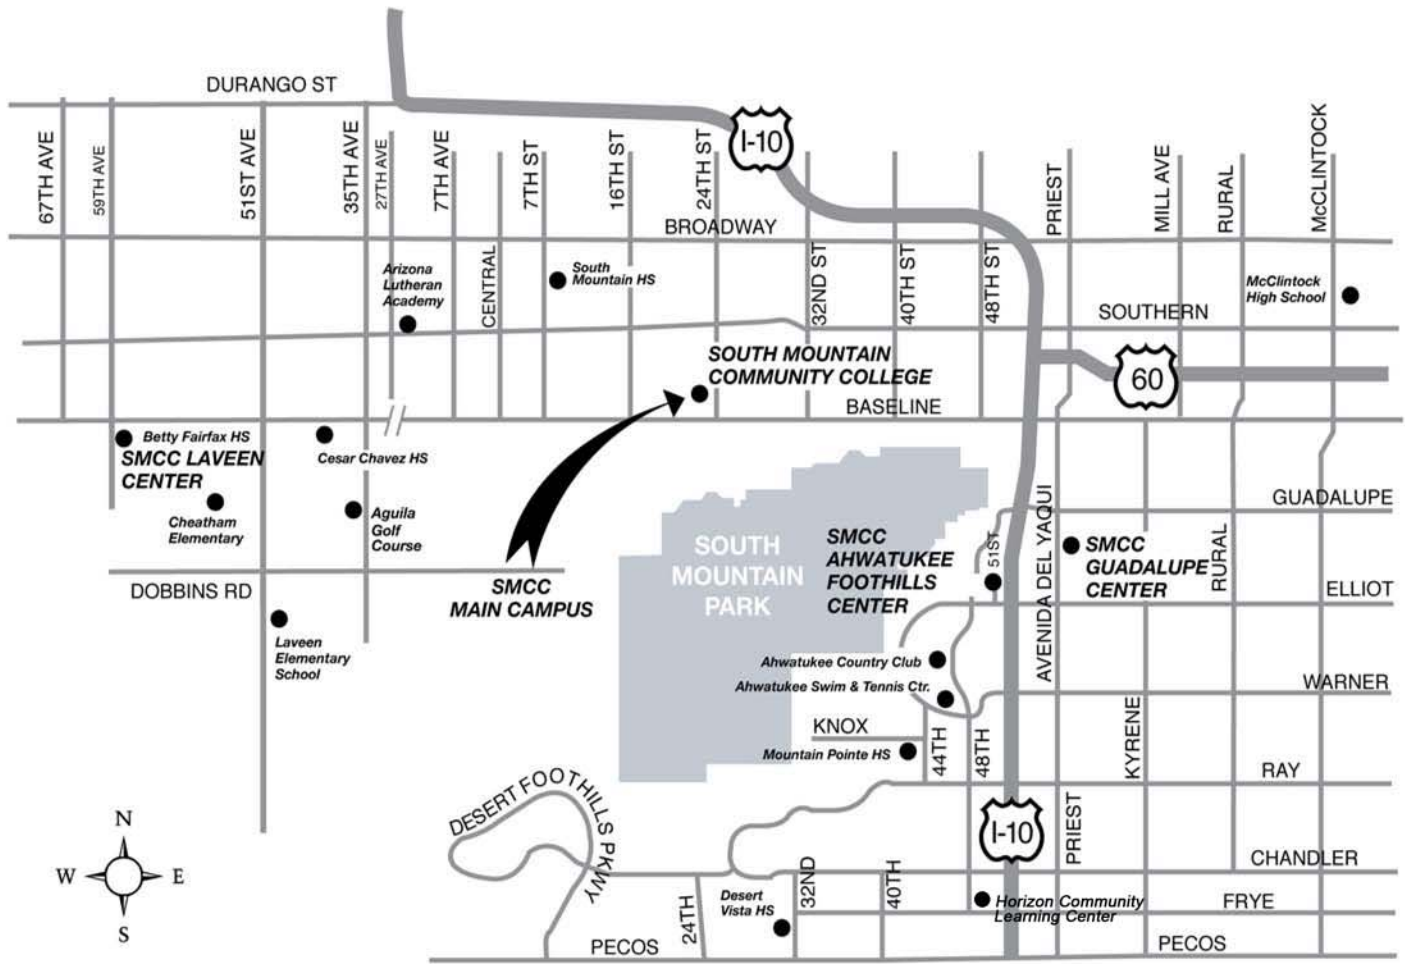 DURANGO ST
I-10
67TH AVE
59TH AVE
51ST AVE
35TH AVE
27TH AVE
7TH AVE
CENTRAL
7TH ST
16TH ST
24TH ST
32ND ST
40TH ST
48TH ST
PRIEST
MILL AVE
RURAL
McCLINTOCK
BROADWAY
Arizona
Lutheran
Academy
South
Mountain HS
McClintock
High School
SOUTHERN
SOUTH MOUNTAIN
COMMUNITY COLLEGE
60
BASELINE
Betty Fairfax HS
SMCC LAVEEN
CENTER
Cesar Chavez HS
Cheatham
Elementary
Aguila
Golf
Course
GUADALUPE
SOUTH
MOUNTAIN
PARK
SMCC
AHWATUKEE
FOOTHILLS
CENTER
51ST
AVENIDA DEL YAQUI
SMCC
GUADALUPE
CENTER
RURAL
DOBBINS RD
SMCC
MAIN CAMPUS
ELLIOT
Laveen
Elementary
School
Ahwatukee Country Club
Ahwatukee Swim & Tennis Ctr.
WARNER
KNOX
Mountain Pointe HS
44TH
48TH
KYRENE
RAY
DESERT FOOTHILLS PKWY
I-10
PRIEST
N
W
E
S
CHANDLER
24TH
Desert
Vista HS
32ND
40TH
Horizon Community
Learning Center
FRYE
PECOS
PECOS